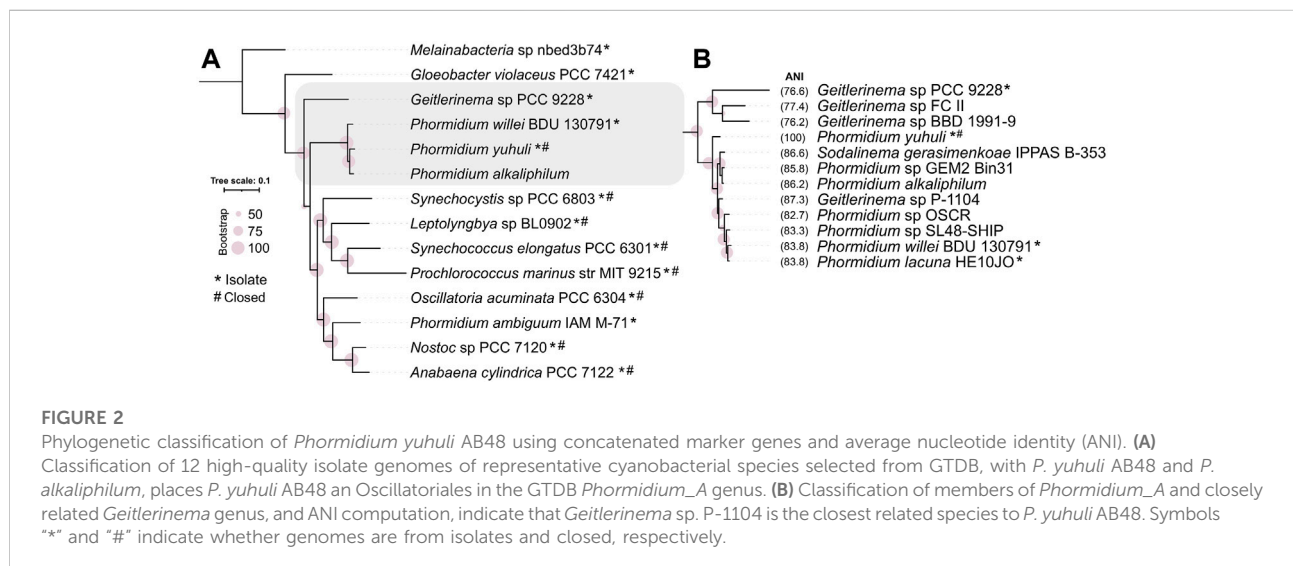 A
Melainabacteria sp nbed3b74*
Gloeobacter violaceus PCC 7421*
Geitlerinema sp PCC 9228*
Phormidium willei BDU 130791*
Phormidium yuhuli *#
Phormidium alkaliphilum
Synechocystis sp PCC 6803*#
Leptolyngbya sp BL0902*#
Synechococcus elongatus PCC 6301*#
Prochlorococcus marinus str MIT 9215*#
Oscillatoria acuminata PCC 6304*#
Phormidium ambiguum IAM M-71*
Nostoc sp PCC 7120*#
Anabaena cylindrica PCC 7122 *#
Tree scale: 0.1
Bootstrap
50
75
100
* Isolate
# Closed
B
ANI
(76.6) Geitlerinema sp PCC 9228*
(77.4) Geitlerinema sp FC II
(76.2) Geitlerinema sp BBD 1991-9
(100) Phormidium yuhuli *#
(86.6) Sodalinema gerasimenkoae IPPAS B-353
(85.8) Phormidium sp GEM2 Bin31
(86.2) Phormidium alkaliphilum
(87.3) Geitlerinema sp P-1104
(82.7) Phormidium sp OSCR
(83.3) Phormidium sp SL48-SHIP
(83.8) Phormidium willei BDU 130791*
(83.8) Phormidium lacuna HE10JO*
FIGURE 2
Phylogenetic classification of Phormidium yuhuli AB48 using concatenated marker genes and average nucleotide identity (ANI). (A)
Classification of 12 high-quality isolate genomes of representative cyanobacterial species selected from GTDB, with P. yuhuli AB48 and P.
alkaliphilum, places P. yuhuli AB48 an Oscillatoriales in the GTDB Phormidium_A genus. (B) Classification of members of Phormidium_A and closely
related Geitlerinema genus, and ANI computation, indicate that Geitlerinema sp. P-1104 is the closest related species to P. yuhuli AB48. Symbols
"*" and "#" indicate whether genomes are from isolates and closed, respectively.